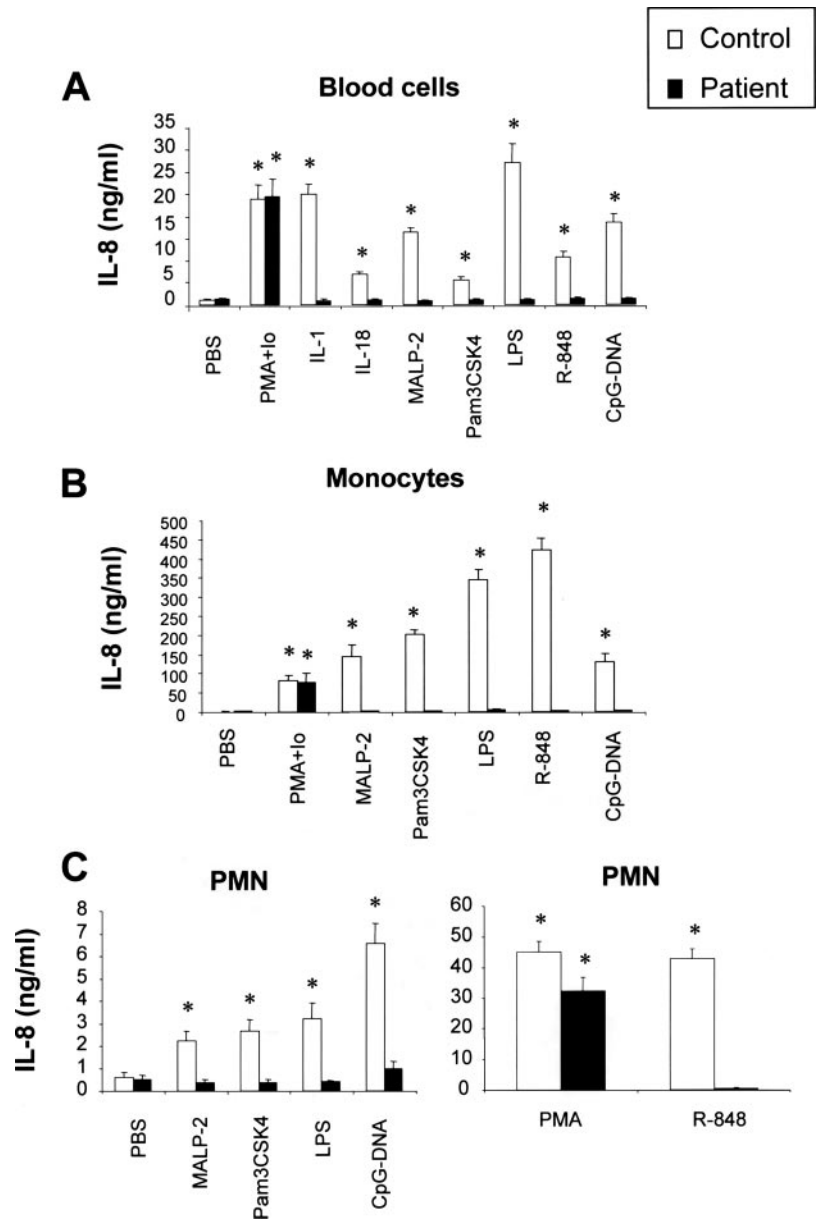 Control
Patient
A
Blood cells
IL-8 (ng/ml)
35
25
20
15
10
5
0
* * * * * * * * *
PBS
PMA+Io
IL-1
IL-18
MALP-2
Pam3CSK4
LPS
R-848
CpG-DNA
B
Monocytes
IL-8 (ng/ml)
500
450
400
350
300
250
200
150
100
50
0
* * * * * * *
PBS
PMA+Io
MALP-2
Pam3CSK4
LPS
R-848
CpG-DNA
C
PMN
IL-8 (ng/ml)
8
7
6
5
4
3
2
1
0
* * * *
PBS
MALP-2
Pam3CSK4
LPS
CpG-DNA
PMN
60
50
40
30
20
10
0
* * *
PMA
R-848